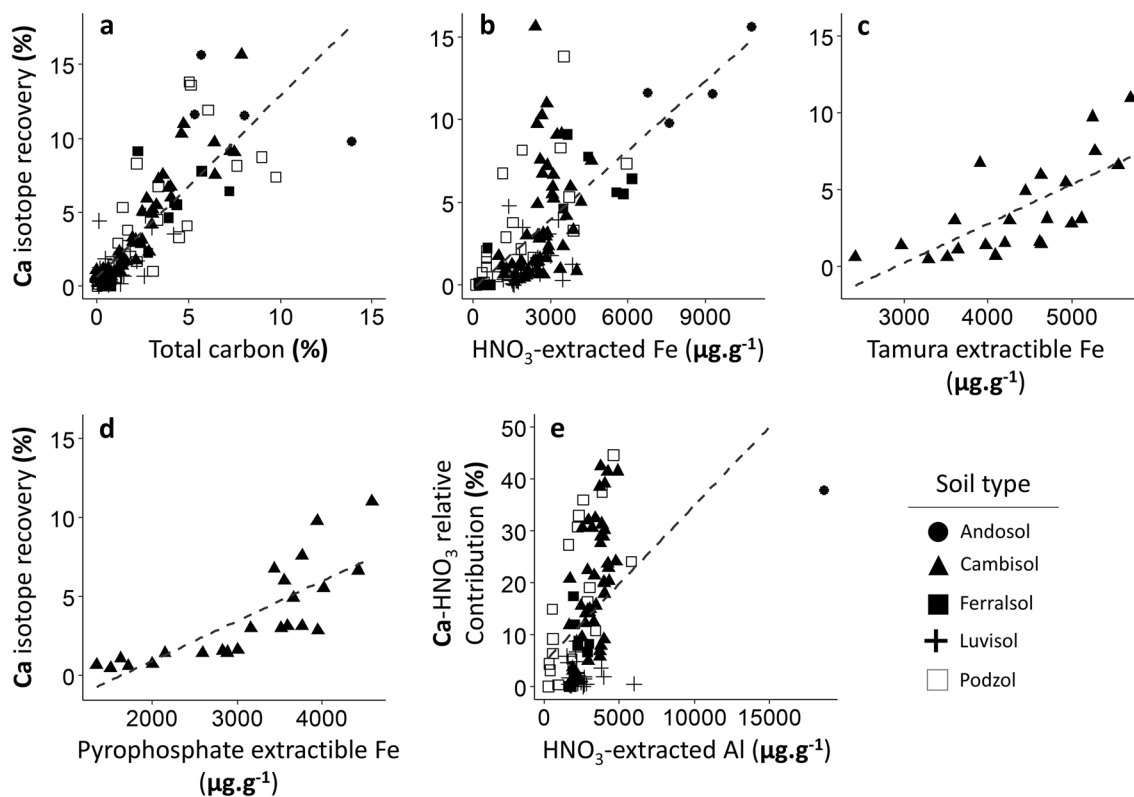 a
Ca isotope recovery (%)
15
10
5
0
0
5
10
15
Total carbon (%)
b
15
10
5
0
0
3000
6000
9000
HNO3-extracted Fe (µg.g-1)
c
15
10
5
0
3000
4000
5000
Tamura extractible Fe
(µg.g-1)
d
Ca isotope recovery (%)
15
10
5
0
2000
3000
4000
Pyrophosphate extractible Fe
(µg.g-1)
e
Ca-HNO3 relative
Contribution (%)
50
40
30
20
10
0
0
5000
10000
15000
HNO3-extracted Al (µg.g-1)
Soil type
Andosol
Cambisol
Ferralsol
Luvisol
Podzol